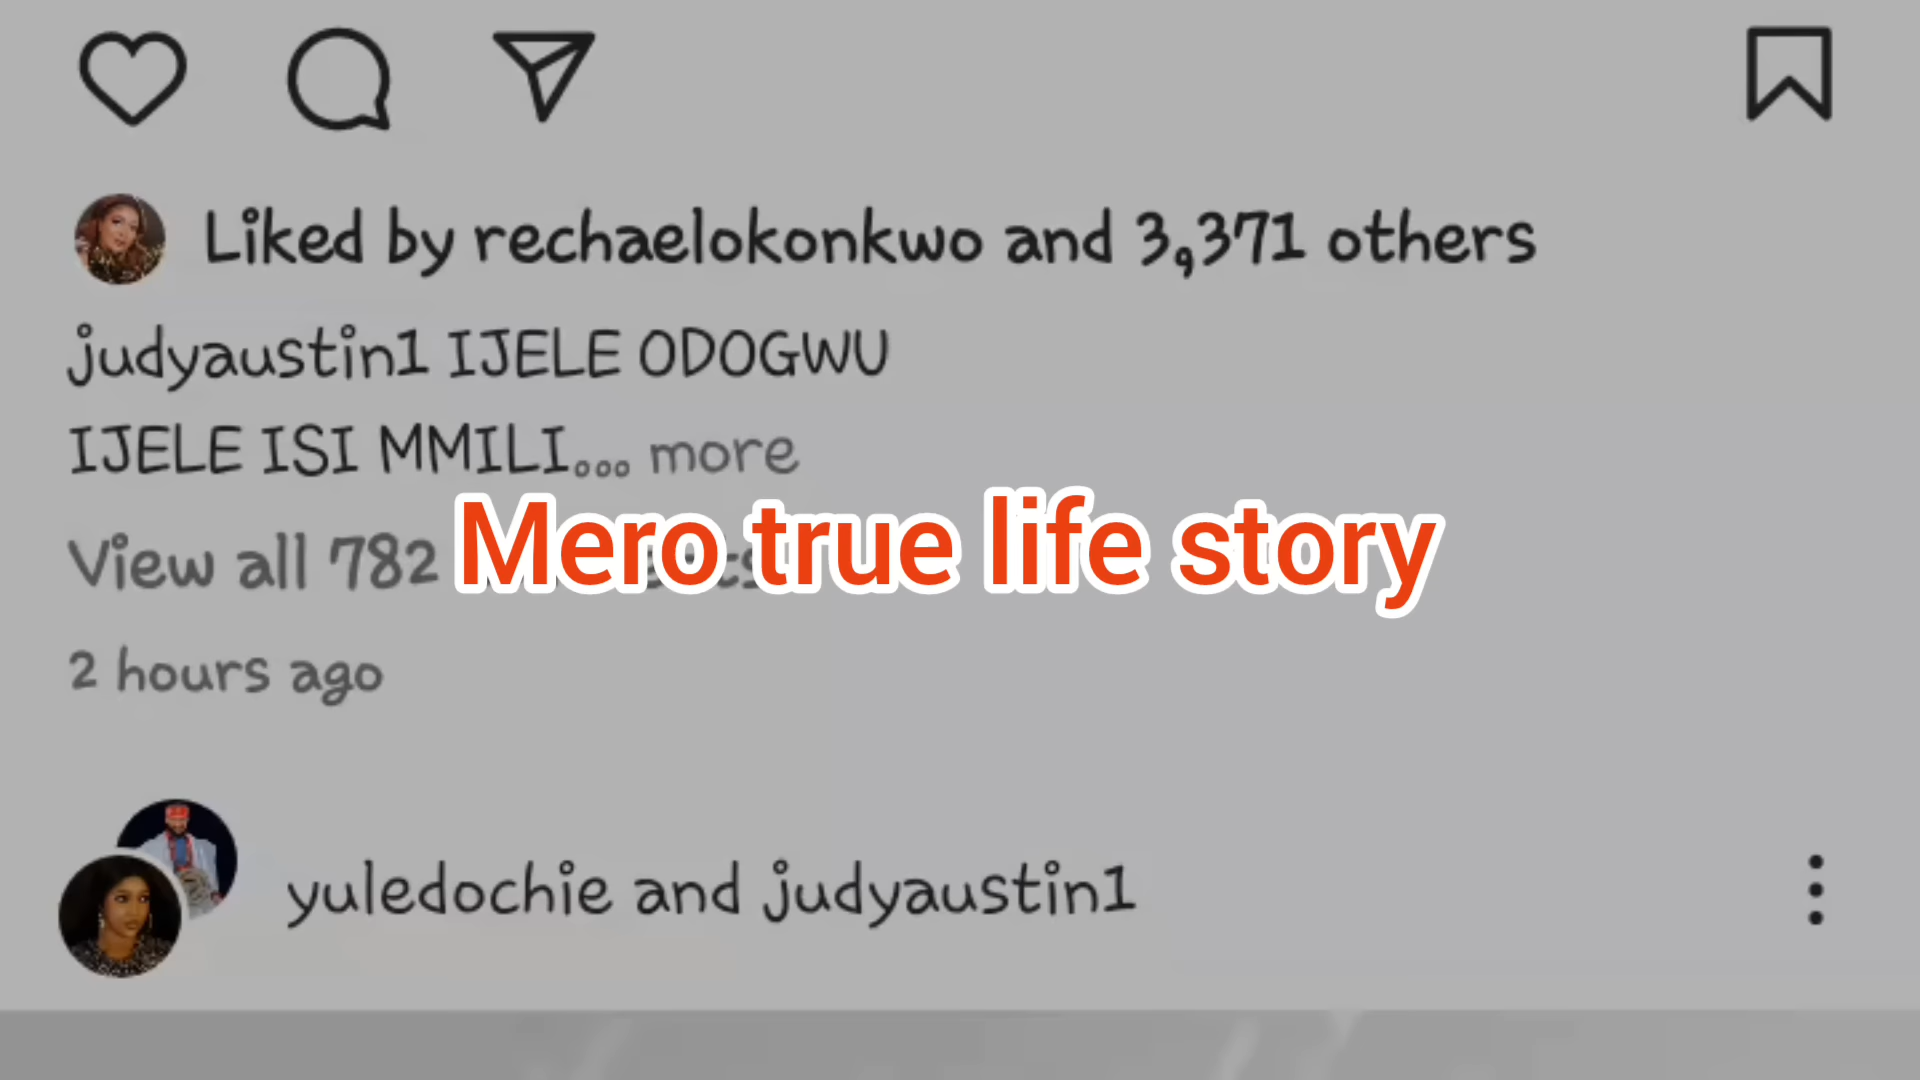 Liked by rechaelokonkwo and 3,371 others
judyaustin1 IJELE ODOGWU
IJELE ISI MMILI... more
View all 782
Mero true life story
2 hours ago
yuledochie and judyaustin1